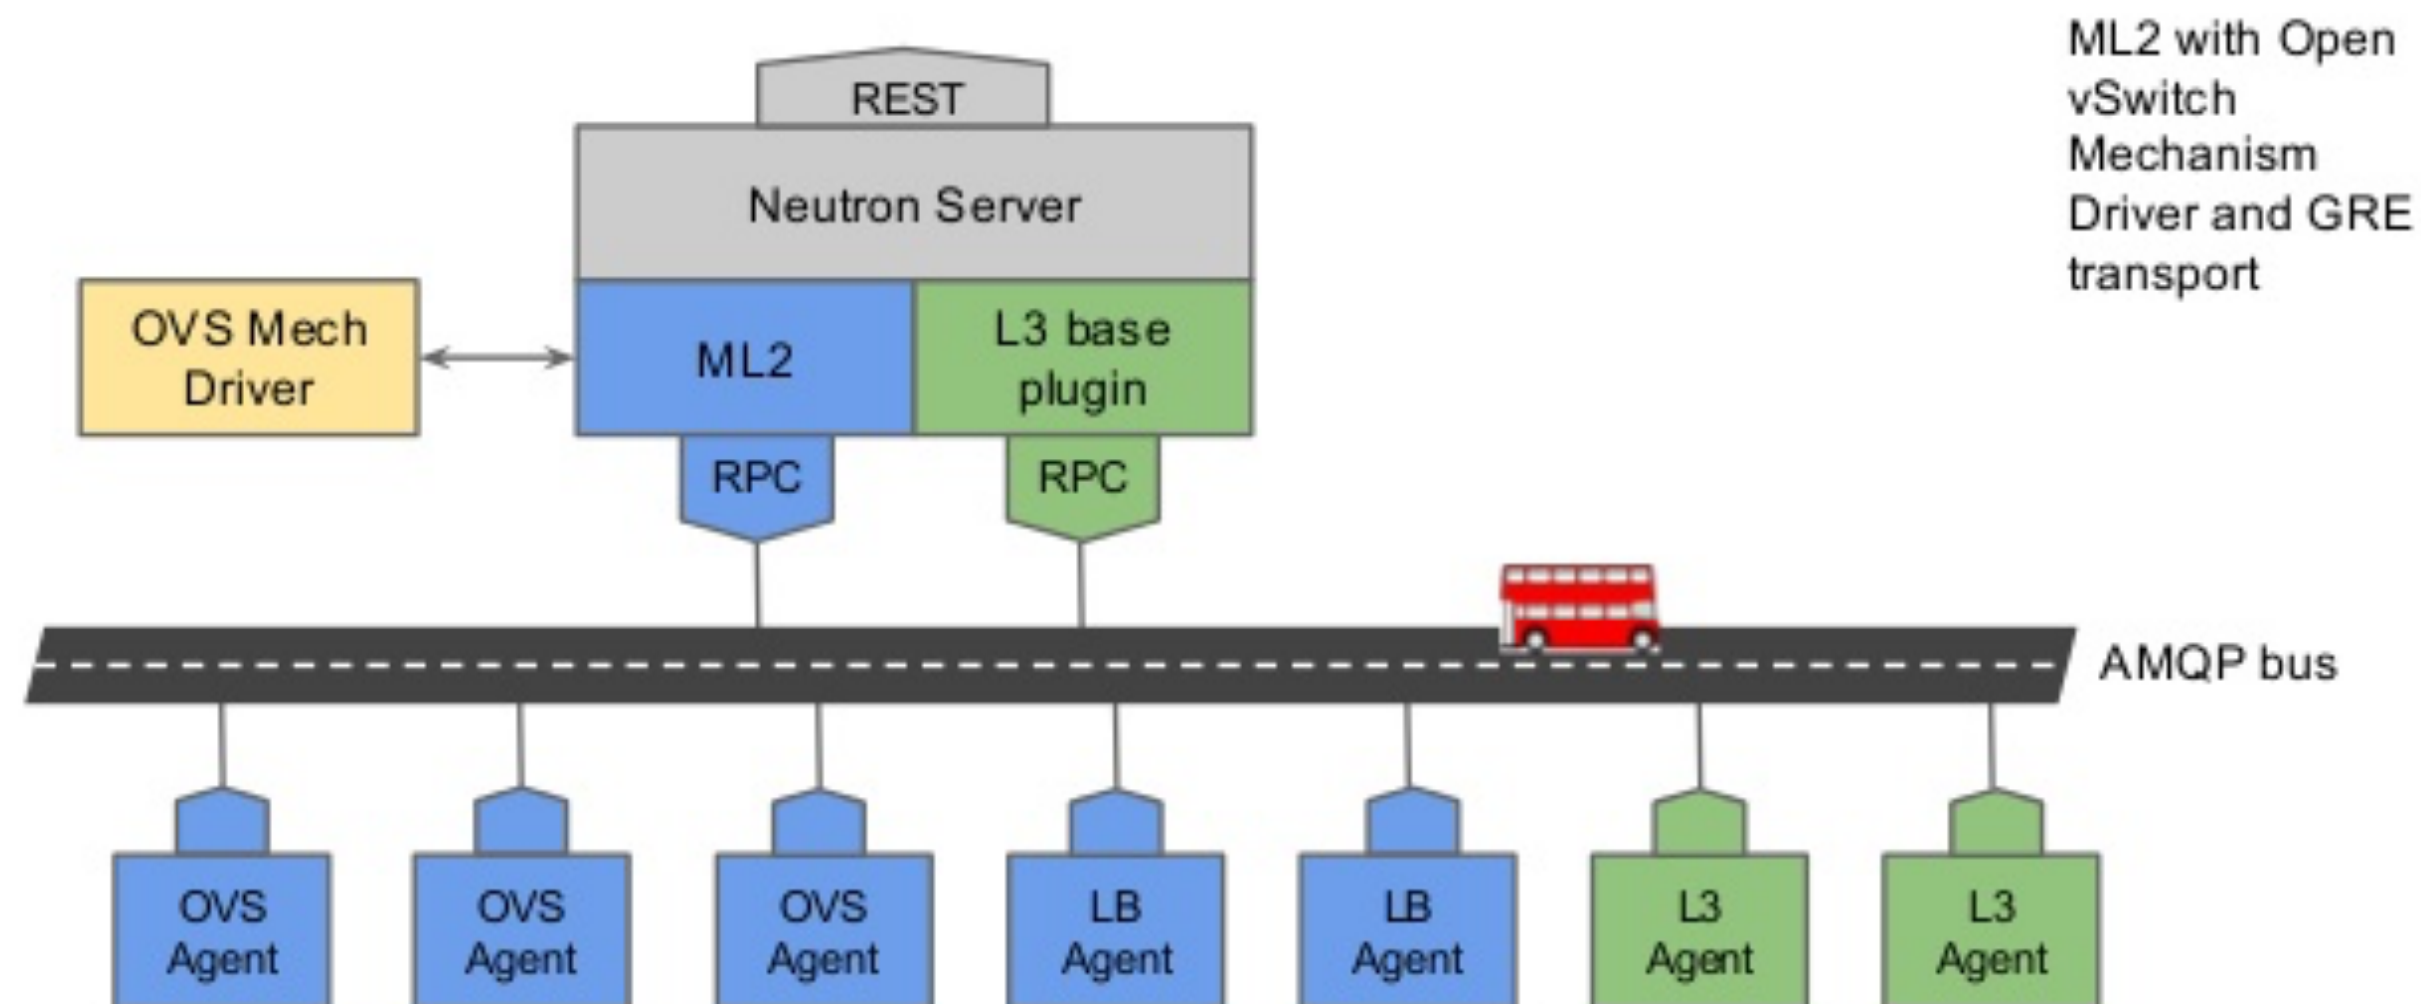 ML2 with Open
vSwitch
Mechanism
Driver and GRE
transport
REST
Neutron Server
OVS Mech
Driver
ML2
L3 base
plugin
RPC
RPC
AMQP bus
OVS
Agent
OVS
Agent
OVS
Agent
LB
Agent
LB
Agent
L3
Agent
L3
Agent